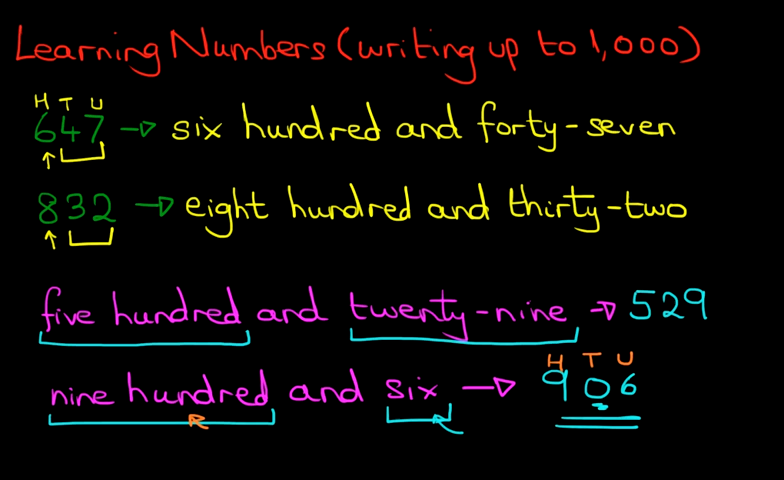 Learning Numbers (writing up to 1,000)
H T U
647 → six hundred and forty-seven
832 → eight hundred and thirty-two
five hundred and twenty-nine → 529
H T U
nine hundred and six → 906